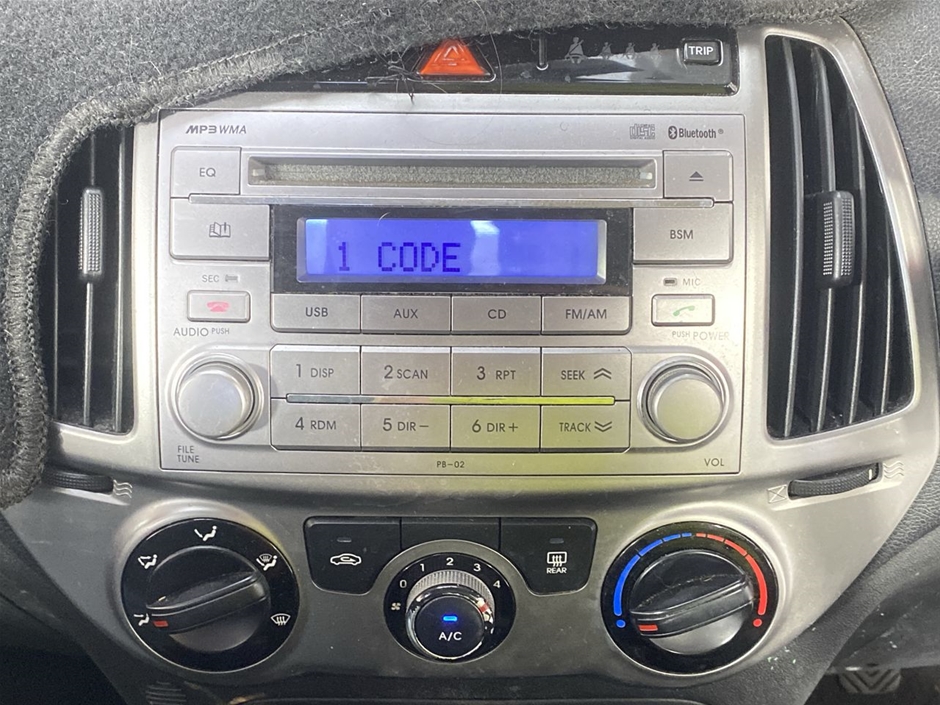 TRIP
MP3 WMA
Bluetooth®
EQ
BSM
1 CODE
SEC
MIC
USB AUX CD FM/AM
AUDIO PUSH
PUSH POWER
1 DISP 2 SCAN 3 RPT SEEK
4 RDM 5 DIR− 6 DIR+ TRACK
FILE
TUNE
PB-02
VOL
0 1 2 3 4
REAR
A/C